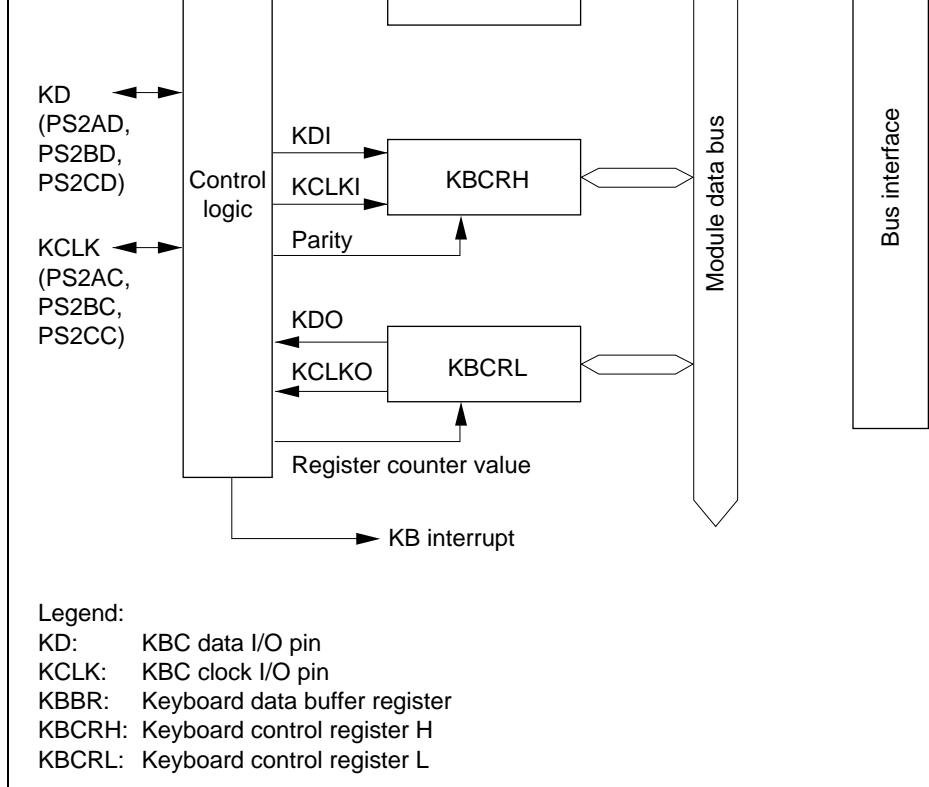 KD
(PS2AD,
PS2BD,
PS2CD)
KCLK
(PS2AC,
PS2BC,
PS2CC)
Control
logic
KDI
KCLKI
Parity
KBCRH
KDO
KCLKO
KBCRL
Register counter value
KB interrupt
Module data bus
Bus interface
Legend:
KD: KBC data I/O pin
KCLK: KBC clock I/O pin
KBBR: Keyboard data buffer register
KBCRH: Keyboard control register H
KBCRL: Keyboard control register L